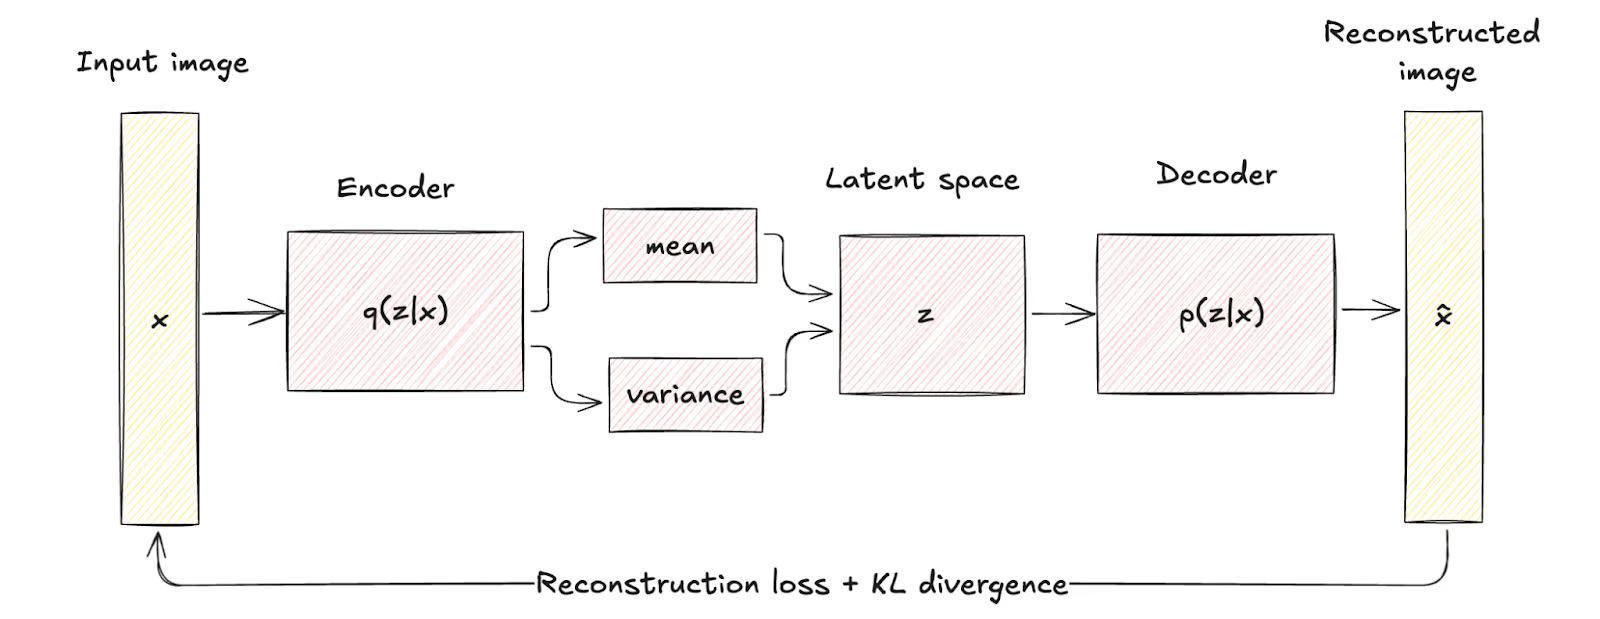 Input image
Reconstructed
image
Encoder
Latent space
Decoder
x
q(z|x)
mean
variance
z
p(z|x)
x̂
Reconstruction loss + KL divergence